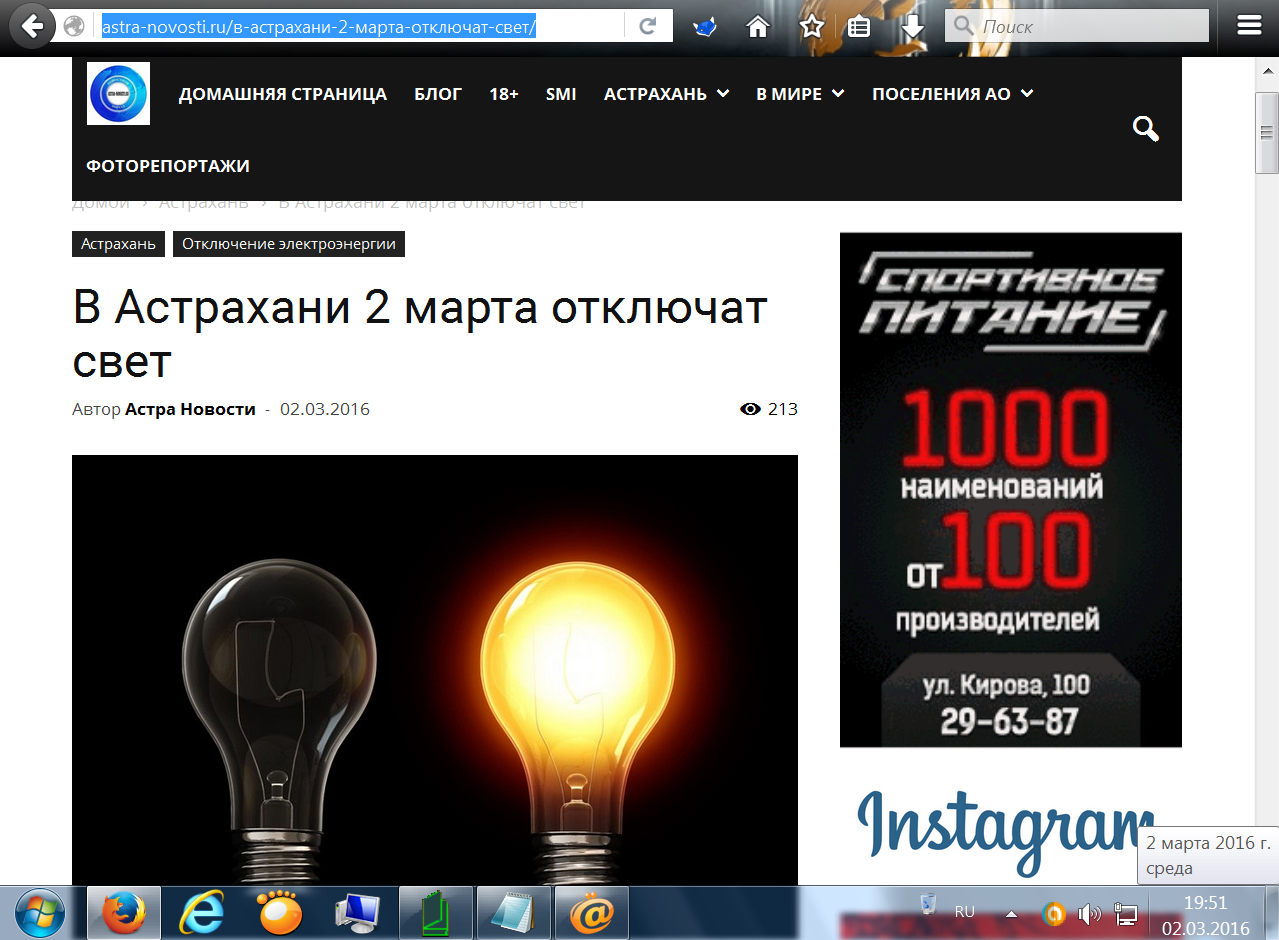 astra-novosti.ru/в-астрахани-2-марта-отключат-свет/
Поиск
ДОМАШНЯЯ СТРАНИЦА БЛОГ 18+ SMI АСТРАХАНЬ В МИРЕ ПОСЕЛЕНИЯ АО
ФОТОРЕПОРТАЖИ
Домой › Астрахань › В Астрахани 2 марта отключат свет
Астрахань Отключение электроэнергии
В Астрахани 2 марта отключат
свет
Автор Астра Новости - 02.03.2016 213
СПОРТИВНОЕ
ПИТАНИЕ
1000
наименований
от 100
производителей
ул. Кирова, 100
29-63-87
Instagram
2 марта 2016 г.
среда
RU
19:51
02.03.2016